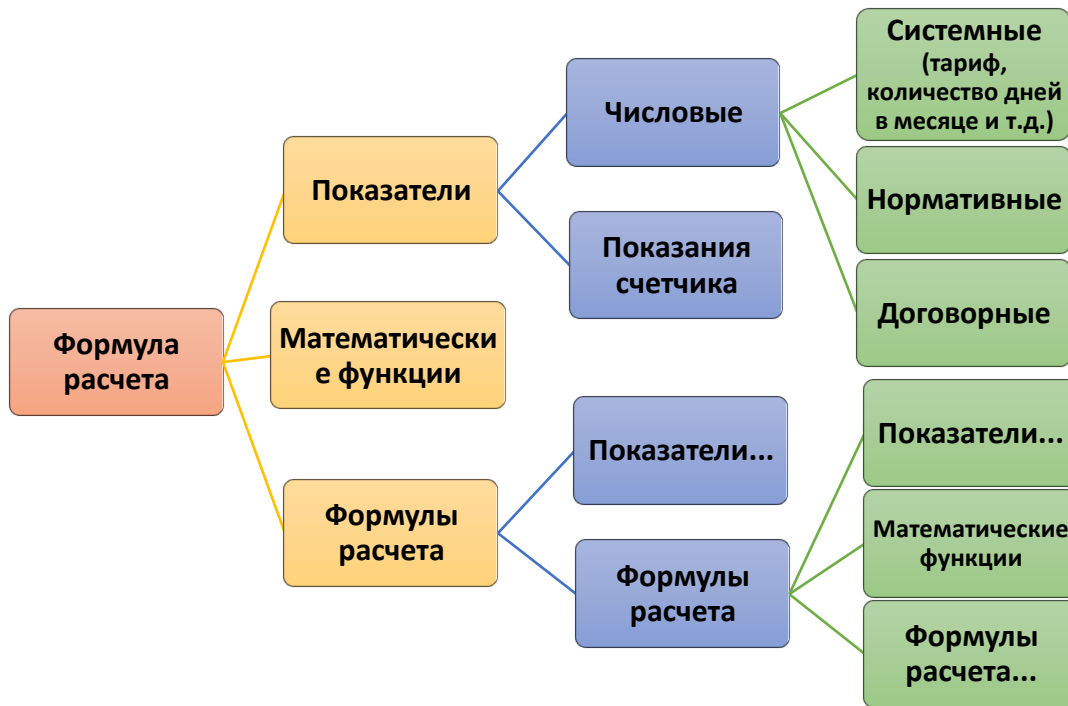 Формула
расчета
Показатели
Математически
е функции
Формулы
расчета
Числовые
Показания
счетчика
Показатели...
Формулы
расчета
Системные
(тариф,
количество дней
в месяце и т.д.)
Нормативные
Договорные
Показатели...
Математические
функции
Формулы
расчета...